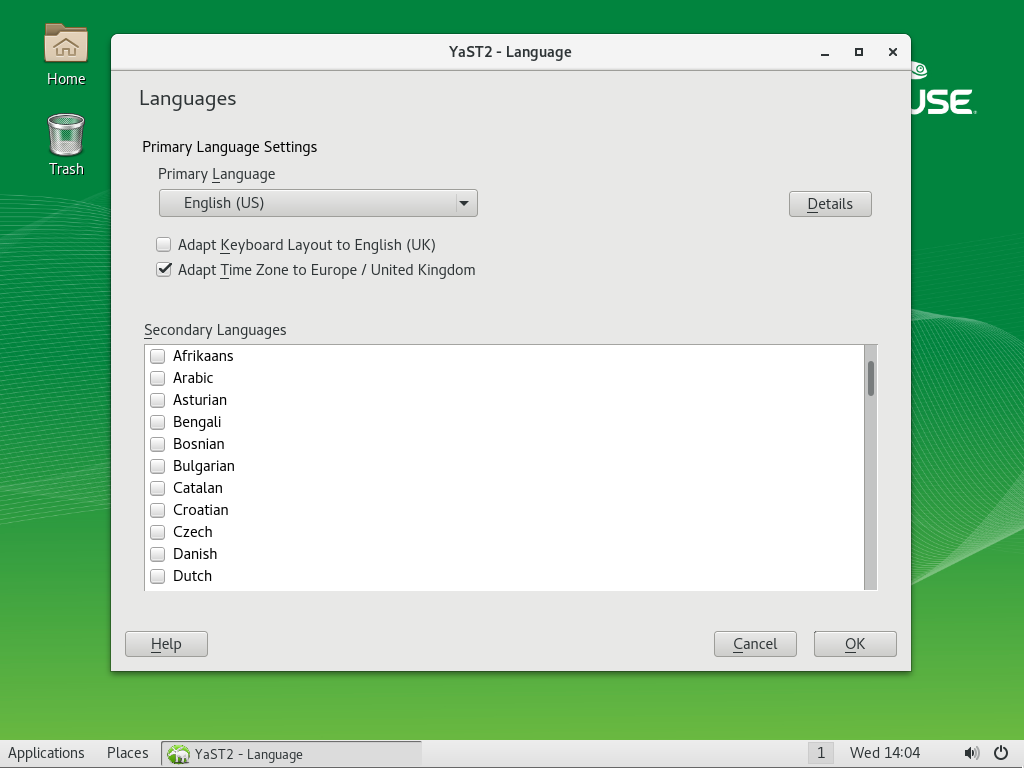 Home
Trash
YaST2 - Language
USE
Languages
Primary Language Settings
Primary Language
English (US)
Details
Adapt Keyboard Layout to English (UK)
Adapt Time Zone to Europe / United Kingdom
Secondary Languages
Afrikaans
Arabic
Asturian
Bengali
Bosnian
Bulgarian
Catalan
Croatian
Czech
Danish
Dutch
Help
Cancel
OK
Applications
Places
YaST2 - Language
1
Wed 14:04